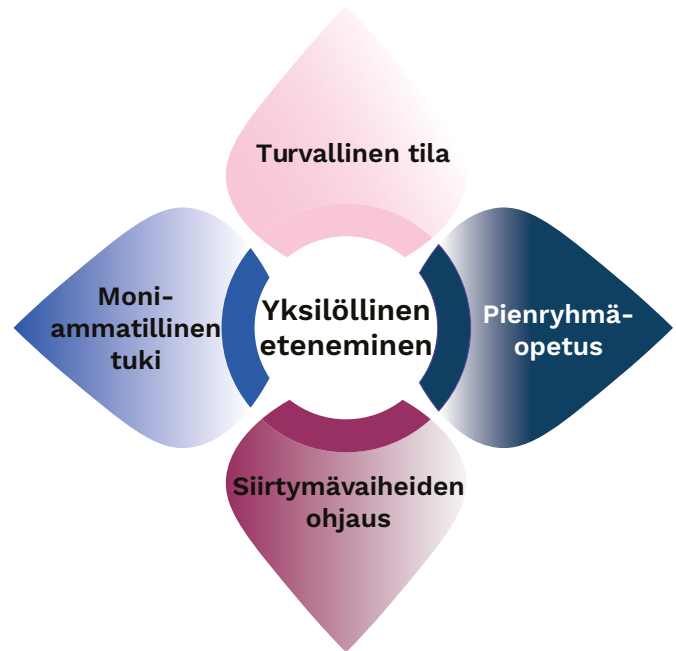 Turvallinen tila
Moni-
ammatillinen
tuki
Yksilöllinen
eteneminen
Pienryhmä-
opetus
Siirtymävaiheiden
ohjaus